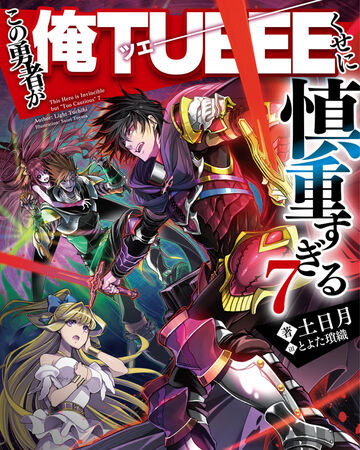 この勇者が
俺TUEEE
ツエー
くせに
慎重すぎる
7
This Hero is Invincible
but "Too Cautious" 7
Author: Light Tuchihi
Illustration: Saori Toyota
著 土日月
画 とよた瑣織